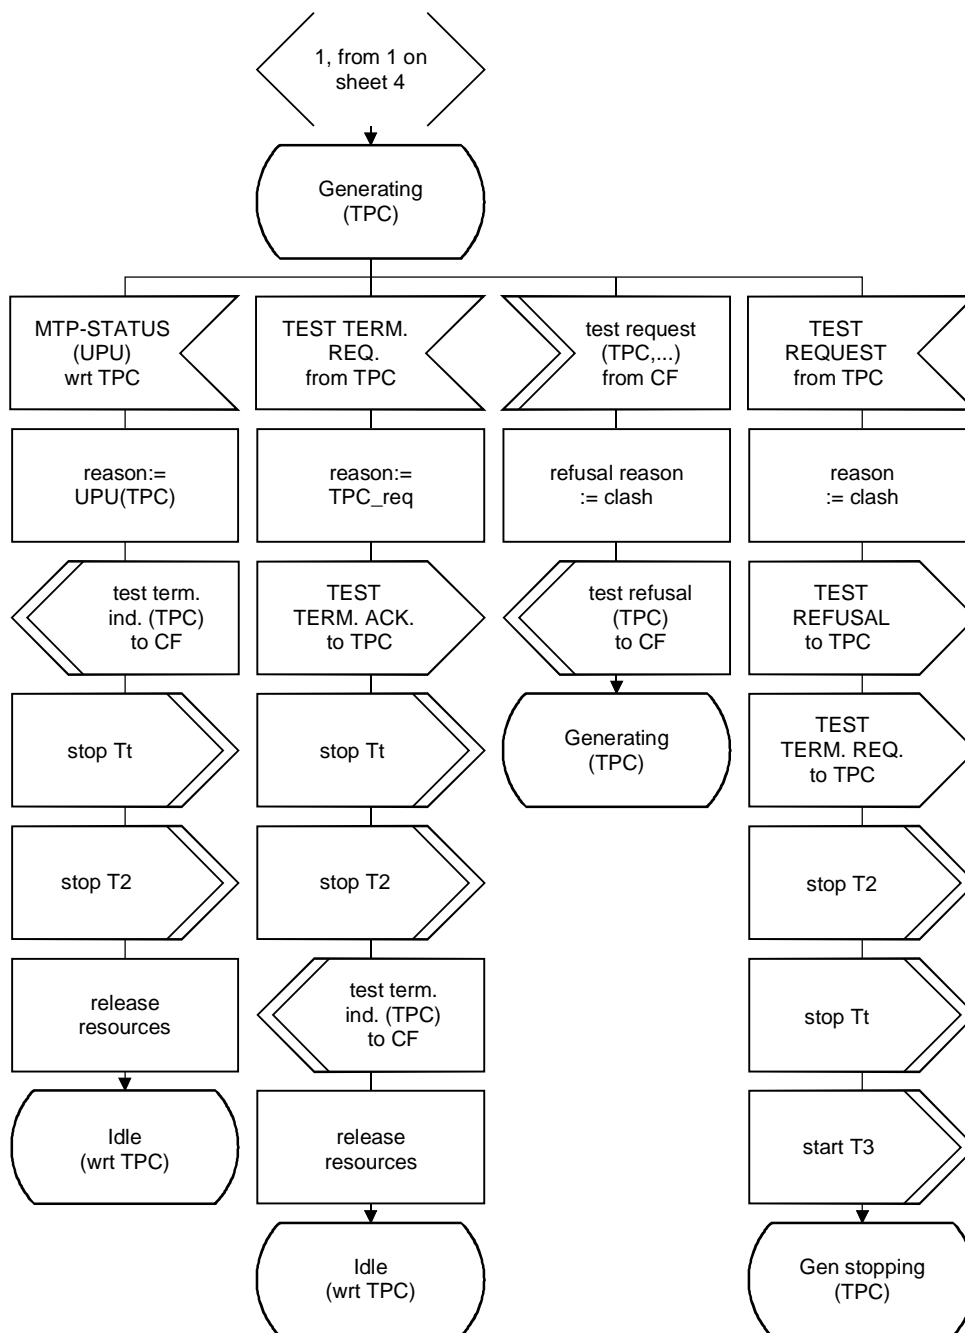 1, from 1 on
sheet 4
Generating
(TPC)
MTP-STATUS
(UPU)
wrt TPC
reason:=
UPU(TPC)
test term.
ind. (TPC)
to CF
stop Tt
stop T2
release
resources
Idle
(wrt TPC)
TEST TERM.
REQ.
from TPC
reason:=
TPC_req
TEST
TERM. ACK.
to TPC
stop Tt
stop T2
test term.
ind. (TPC)
to CF
release
resources
Idle
(wrt TPC)
test request
(TPC,...)
from CF
refusal reason
:= clash
test refusal
(TPC)
to CF
Generating
(TPC)
TEST
REQUEST
from TPC
reason
:= clash
TEST
REFUSAL
to TPC
TEST
TERM. REQ.
to TPC
stop T2
stop Tt
start T3
Gen stopping
(TPC)